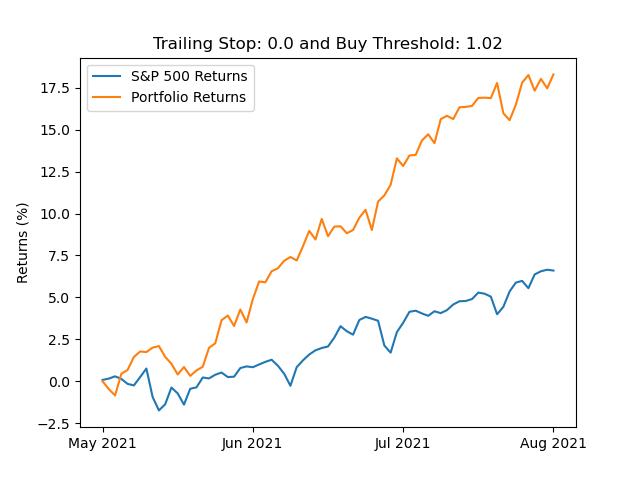 Trailing Stop: 0.0 and Buy Threshold: 1.02
S&P 500 Returns
Portfolio Returns
Returns (%)
17.5
15.0
12.5
10.0
7.5
5.0
2.5
0.0
−2.5
May 2021
Jun 2021
Jul 2021
Aug 2021